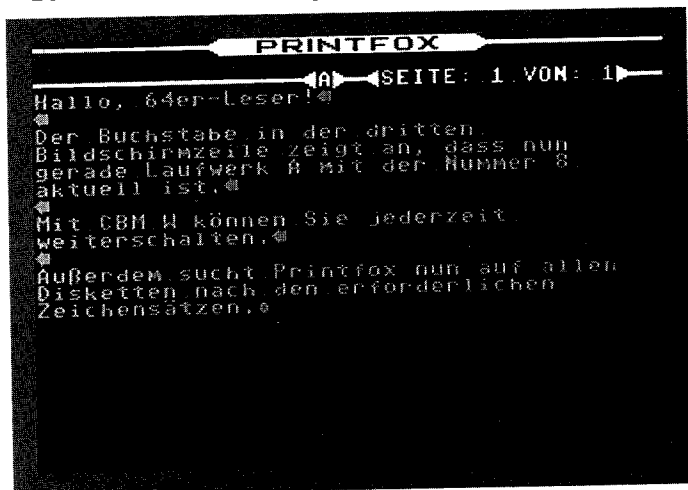 PRINTFOX
A SEITE: 1 VON: 1
Hallo, 64er-Leser!
Der Buchstabe in der dritten
Bildschirmzeile zeigt an, dass nun
gerade Laufwerk A mit der Nummer 8
aktuell ist.
Mit CBM W können Sie jederzeit
weiterschalten.
Außerdem sucht Printfox nun auf allen
Disketten nach den erforderlichen
Zeichensätzen.